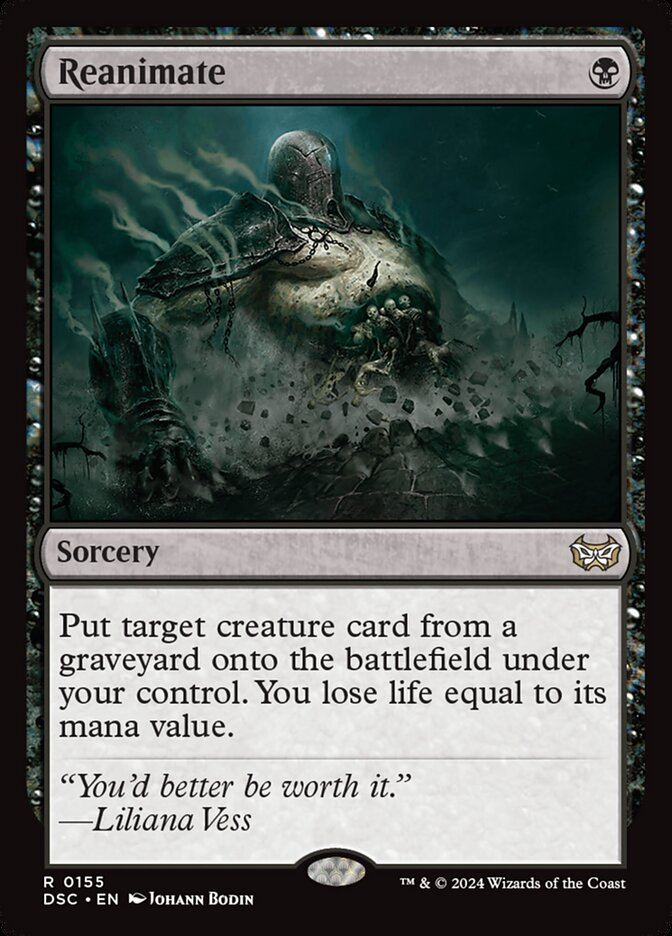 Reanimate
Sorcery
Put target creature card from a
graveyard onto the battlefield under
your control. You lose life equal to its
mana value.
“You’d better be worth it.”
—Liliana Vess
R 0155
DSC • EN Johann Bodin
™ & © 2024 Wizards of the Coast